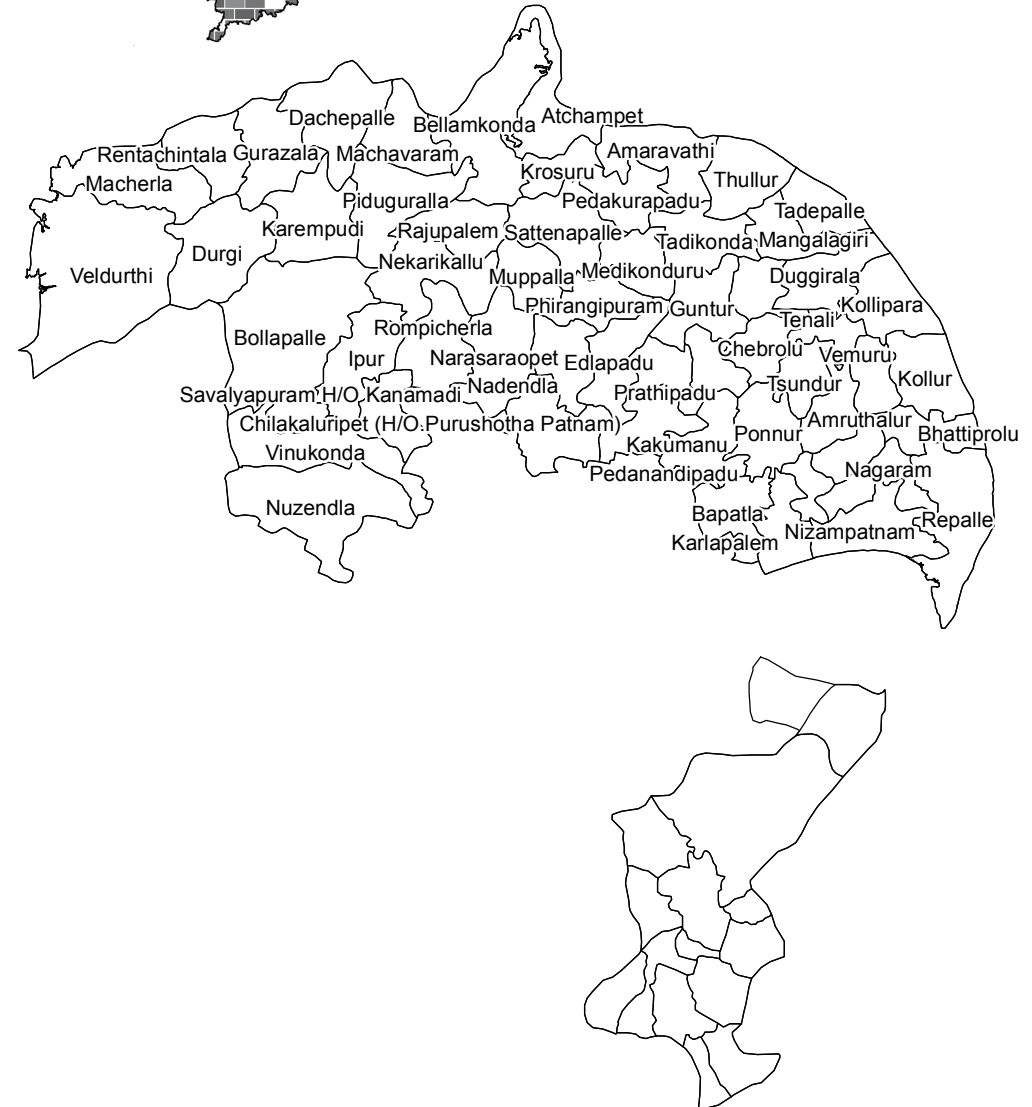 Atchampet
Dachepalle
Bellamkonda
Amaravathi
Rentachintala
Gurazala
Machavaram
Krosuru
Thullur
Macherla
Piduguralla
Pedakurapadu
Tadepalle
Karempudi
Rajupalem
Sattenapalle
Tadikonda
Mangalagiri
Durgi
Nekarikallu
Muppalla
Medikonduru
Duggirala
Veldurthi
Phirangipuram
Guntur
Kollipara
Rompicherla
Tenali
Bollapalle
Ipur
Narasaraopet
Edlapadu
Chebrolu
Vemuru
Kollur
Nadendla
Prathipadu
Tsundur
Savalyapuram H/O Kanamadi
Chilakaluripet (H/O.Purushotha Patnam)
Amruthalur
Ponnur
Bhattiprolu
Kakumanu
Vinukonda
Pedanandipadu
Nagaram
Nuzendla
Bapatla
Repalle
Nizampatnam
Karlapalem